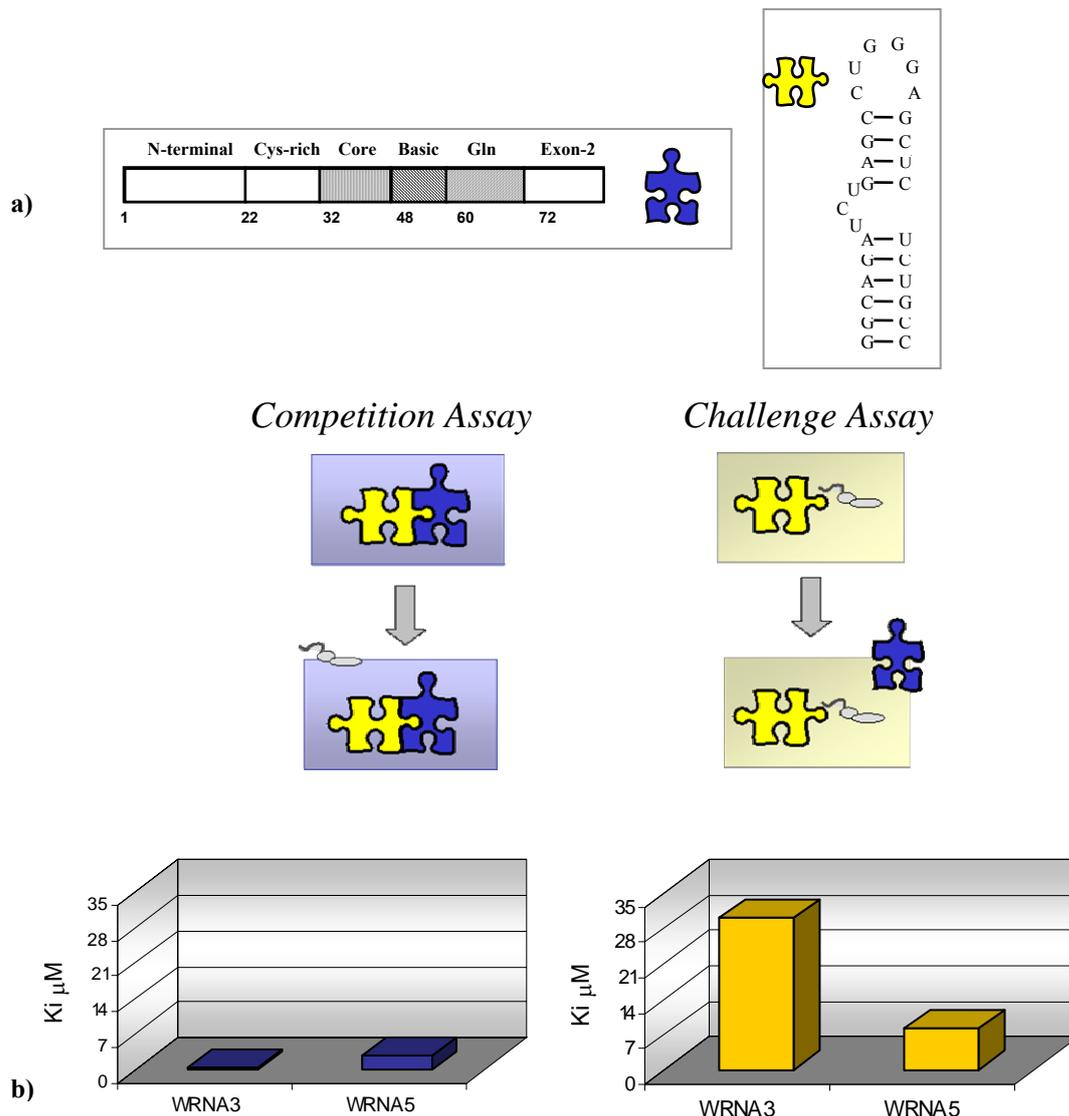 a)
N-terminal Cys-rich Core Basic Gln Exon-2
1 22 32 48 60 72
G G
U G
C A
C G
G C
A U
U G C
C
U
A U
G C
A U
C G
G C
G C
Competition Assay
Challenge Assay
b)
Ki µM
35
28
21
14
7
0
WRNA3 WRNA5
Ki µM
35
28
21
14
7
0
WRNA3 WRNA5